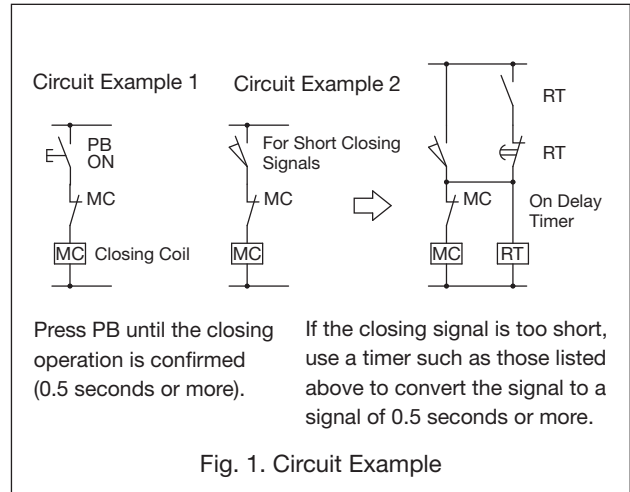 Circuit Example 1
PB
ON
MC
MC Closing Coil
Press PB until the closing
operation is confirmed
(0.5 seconds or more).
Circuit Example 2
For Short Closing
Signals
MC
MC
RT
RT
MC
On Delay
Timer
MC
RT
If the closing signal is too short,
use a timer such as those listed
above to convert the signal to a
signal of 0.5 seconds or more.
Fig. 1. Circuit Example